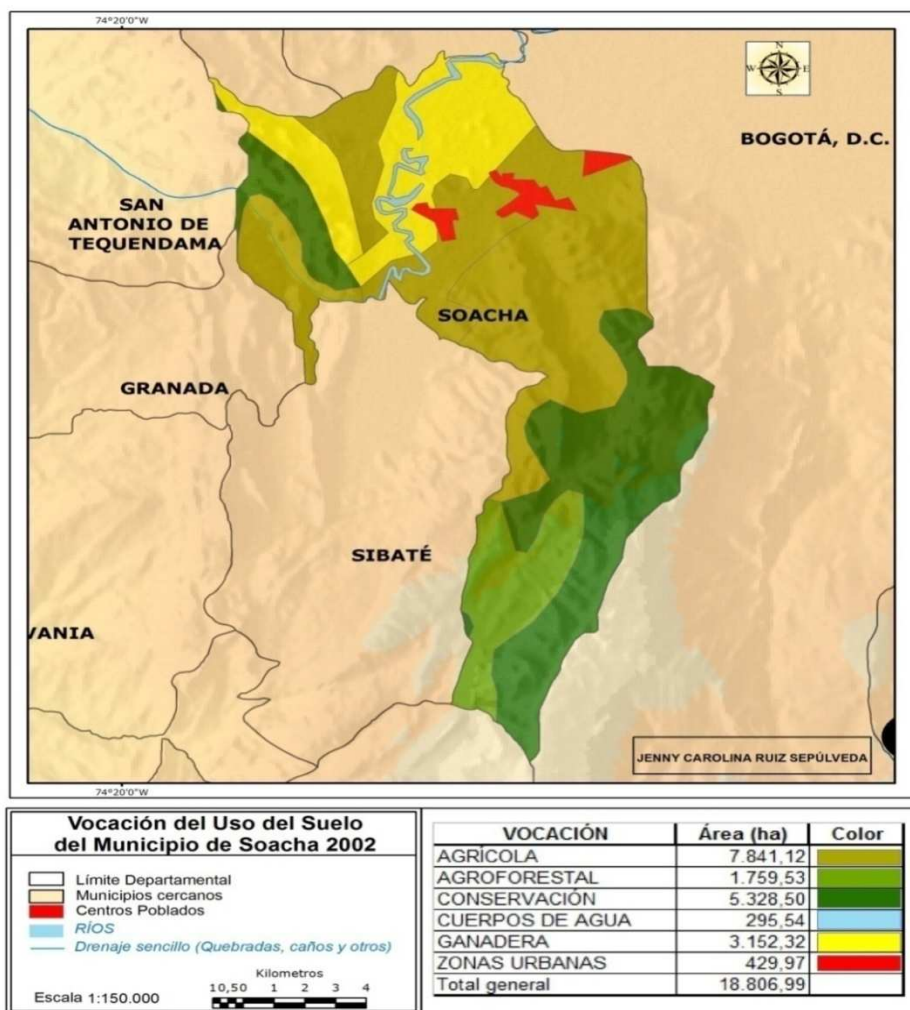 74°20'0"W
N
W E
S
BOGOTÁ, D.C.
SAN
ANTONIO DE
TEQUENDAMA
SOACHA
GRANADA
SIBATÉ
VANIA
JENNY CAROLINA RUIZ SEPÚLVEDA
74°20'0"W
Vocación del Uso del Suelo
del Municipio de Soacha 2002
Límite Departamental
Municipios cercanos
Centros Poblados
RÍOS
Drenaje sencillo (Quebradas, caños y otros)
Kilometros
10,50 1 2 3 4
Escala 1:150.000
VOCACIÓN Área (ha) Color
AGRÍCOLA 7.841,12
AGROFORESTAL 1.759,53
CONSERVACIÓN 5.328,50
CUERPOS DE AGUA 295,54
GANADERA 3.152,32
ZONAS URBANAS 429,97
Total general 18.806,99